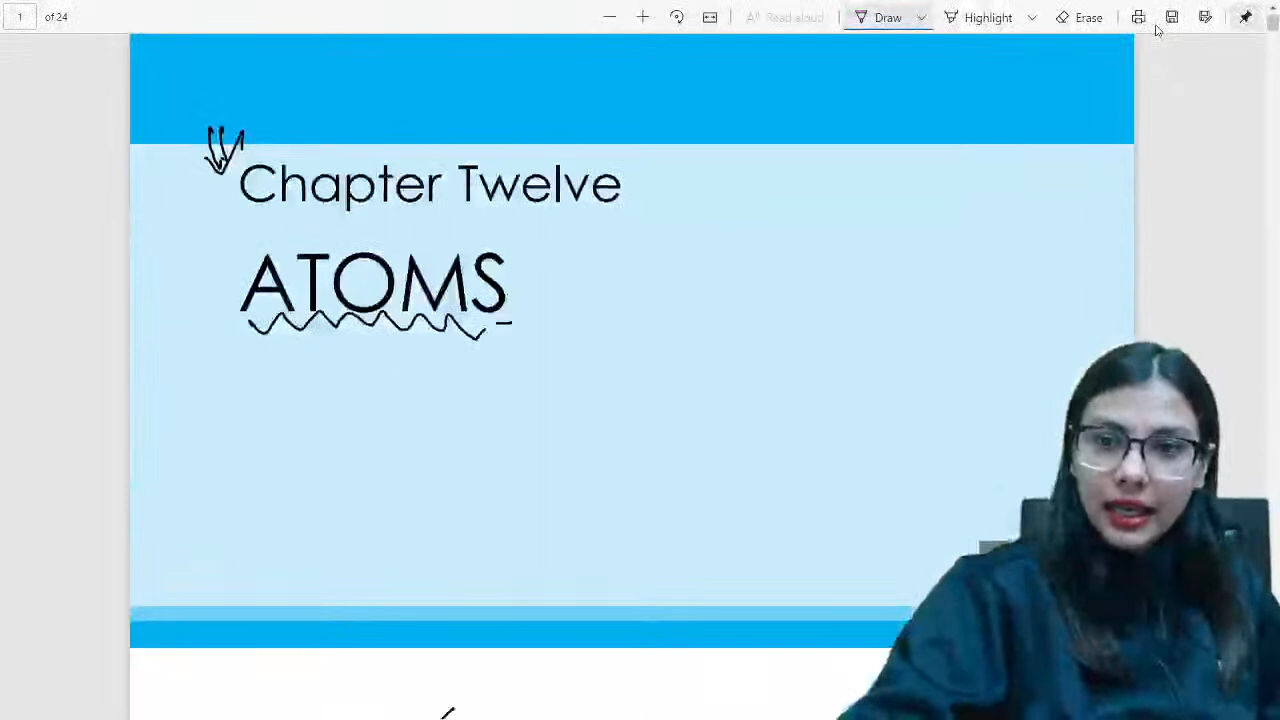 1 of 24
Read aloud
Draw
Highlight
Erase
Chapter Twelve
ATOMS